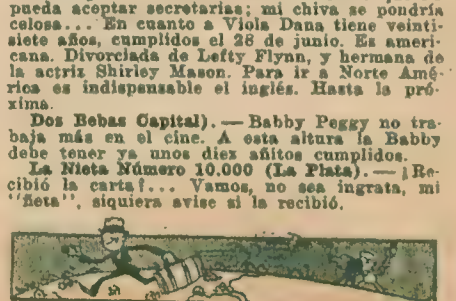 pueda aceptar secretarias; mi chiva se pondría
celosa... En cuanto a Viola Dana tiene veinti-
siete años, cumplidos el 28 de junio. Es ameri-
cana. Divorciada de Lefty Flynn, y hermana de
la actriz Shirley Mason. Para ir a Norte Amé-
rica es indispensable el inglés. Hasta la pró-
xima.
Dos Bebas Capital).—Babby Peggy no tra-
baja más en el cine. A esta altura la Babby
debe tener ya unos diez añitos cumplidos.
La Nieta Número 10.000 (La Plata).—¡Re-
cibió la carta?... Vamos, no sea ingrata, mi
"fieta", siquiera avise si la recibió.